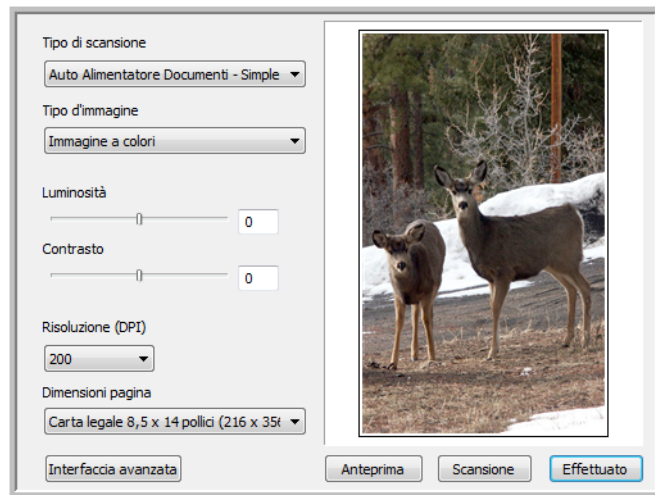 Tipo di scansione
Auto Alimentatore Documenti - Simple
Tipo d'immagine
Immagine a colori
Luminosità
0
Contrasto
0
Risoluzione (DPI)
200
Dimensioni pagina
Carta legale 8,5 x 14 pollici (216 x 356
Interfaccia avanzata
Anteprima
Scansione
Effettuato